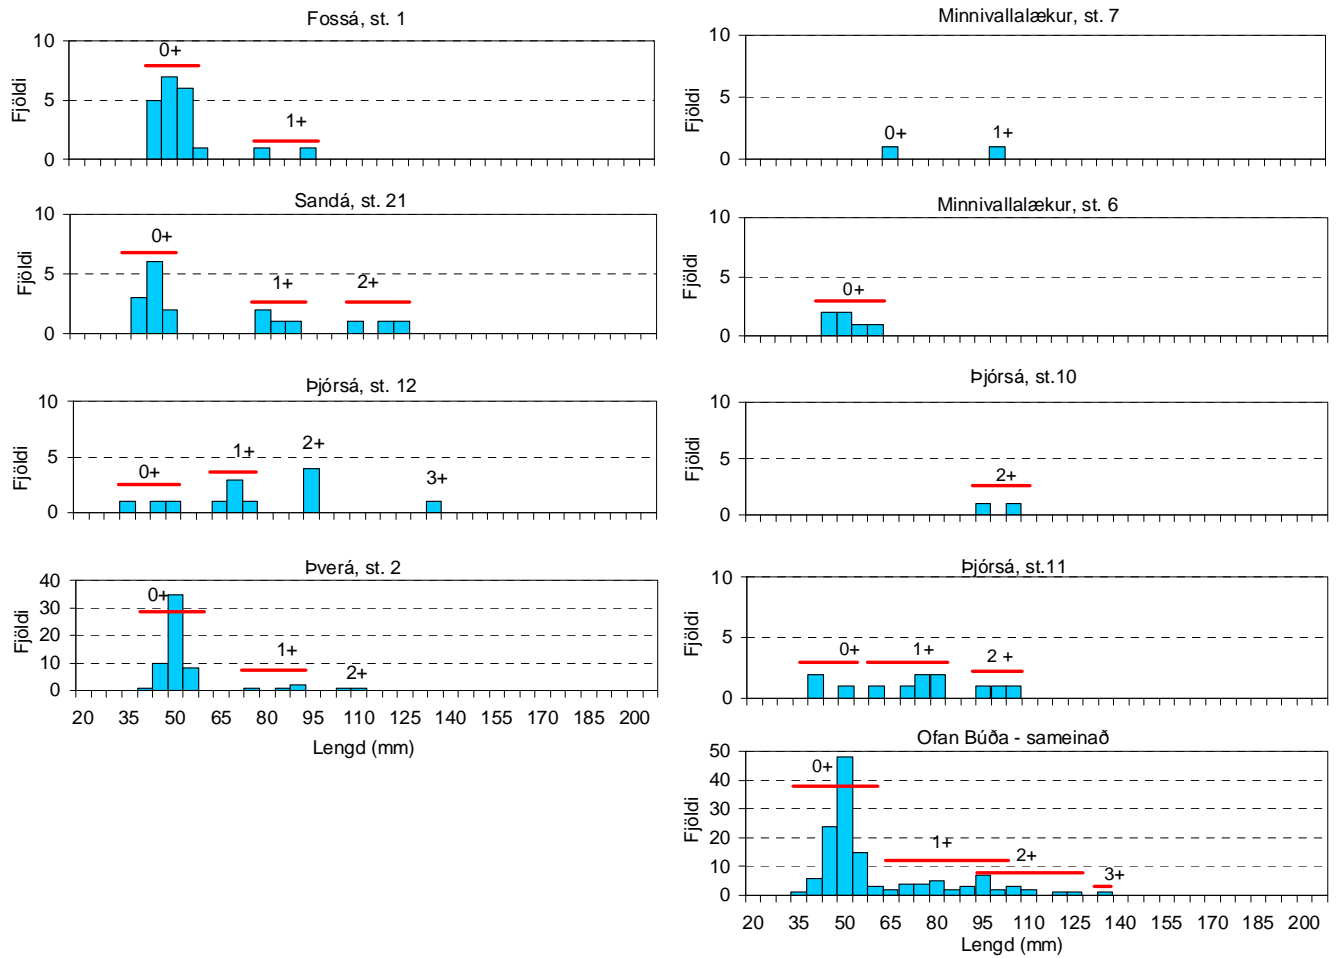 Fossá, st. 1
10
5
0
Fjöldi
0+
1+
Sandá, st. 21
10
5
0
Fjöldi
0+
1+
2+
Þjórsá, st. 12
10
5
0
Fjöldi
0+
1+
2+
3+
Þverá, st. 2
40
30
20
10
0
Fjöldi
0+
1+
2+
20 35 50 65 80 95 110 125 140 155 170 185 200
Lengd (mm)
Minnivallalækur, st. 7
10
5
0
Fjöldi
0+
1+
Minnivallalækur, st. 6
10
5
0
Fjöldi
0+
Þjórsá, st.10
10
5
0
Fjöldi
2+
Þjórsá, st.11
10
5
0
Fjöldi
0+
1+
2 +
Ofan Búða - sameinað
50
40
30
20
10
0
Fjöldi
0+
1+
2+
3+
20 35 50 65 80 95 110 125 140 155 170 185 200
Lengd (mm)